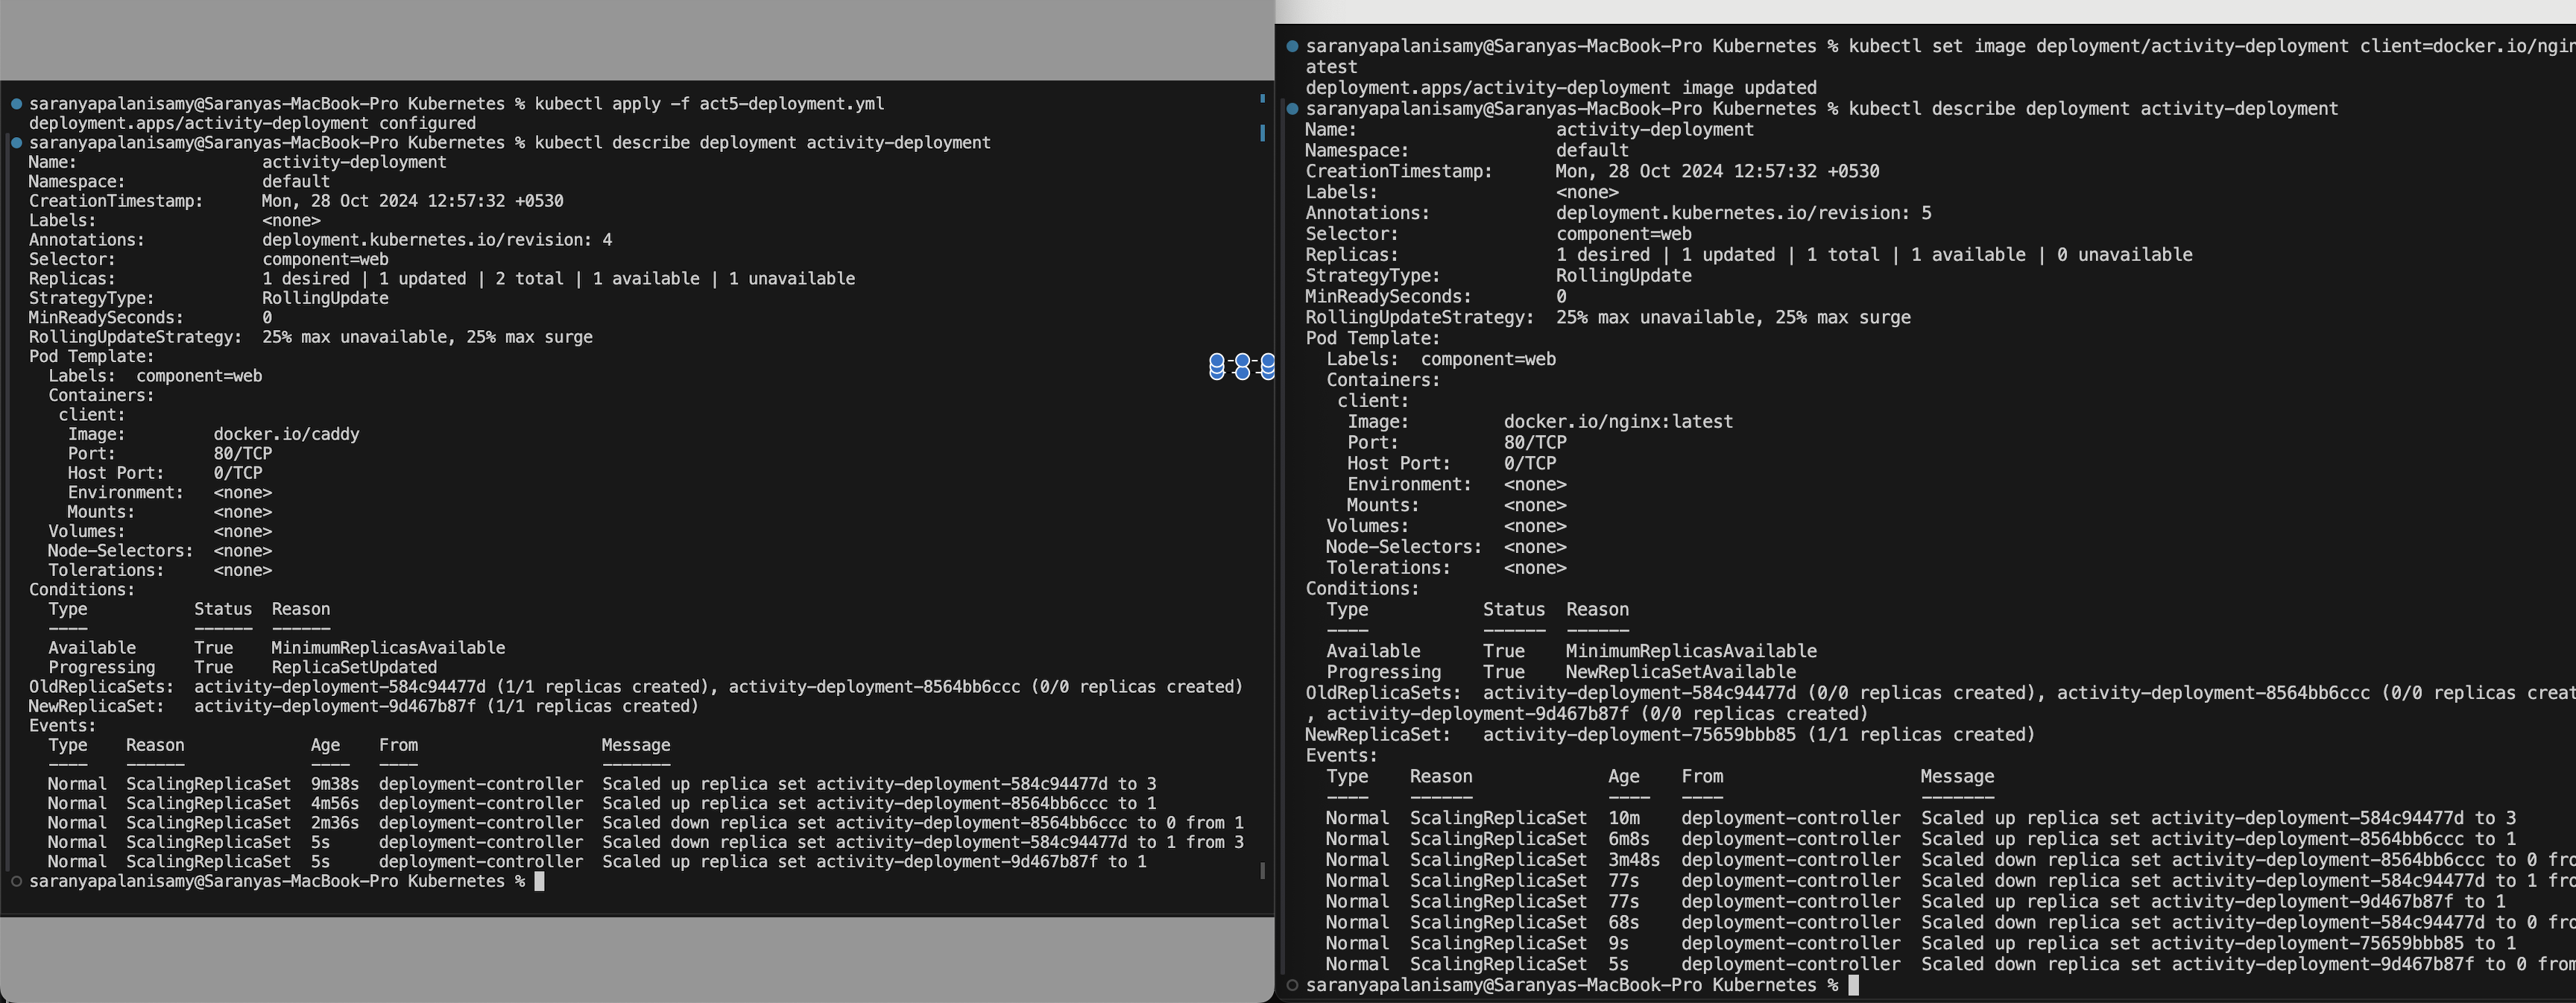 saranyapalanisamy@Saranyas-MacBook-Pro Kubernetes % kubectl apply -f act5-deployment.yml
deployment.apps/activity-deployment configured
saranyapalanisamy@Saranyas-MacBook-Pro Kubernetes % kubectl describe deployment activity-deployment
Name:                   activity-deployment
Namespace:              default
CreationTimestamp:      Mon, 28 Oct 2024 12:57:32 +0530
Labels:                 <none>
Annotations:            deployment.kubernetes.io/revision: 4
Selector:               component=web
Replicas:               1 desired | 1 updated | 2 total | 1 available | 1 unavailable
StrategyType:           RollingUpdate
MinReadySeconds:        0
RollingUpdateStrategy:  25% max unavailable, 25% max surge
Pod Template:
  Labels:  component=web
  Containers:
   client:
    Image:         docker.io/caddy
    Port:          80/TCP
    Host Port:     0/TCP
    Environment:   <none>
    Mounts:        <none>
  Volumes:         <none>
  Node-Selectors:  <none>
  Tolerations:     <none>
Conditions:
  Type           Status  Reason
  ----           ------  ------
  Available      True    MinimumReplicasAvailable
  Progressing    True    ReplicaSetUpdated
OldReplicaSets:  activity-deployment-584c94477d (1/1 replicas created), activity-deployment-8564bb6ccc (0/0 replicas created)
NewReplicaSet:   activity-deployment-9d467b87f (1/1 replicas created)
Events:
  Type    Reason             Age    From                   Message
  ----    ------             ----   ----                   -------
  Normal  ScalingReplicaSet  9m38s  deployment-controller  Scaled up replica set activity-deployment-584c94477d to 3
  Normal  ScalingReplicaSet  4m56s  deployment-controller  Scaled up replica set activity-deployment-8564bb6ccc to 1
  Normal  ScalingReplicaSet  2m36s  deployment-controller  Scaled down replica set activity-deployment-8564bb6ccc to 0 from 1
  Normal  ScalingReplicaSet  5s     deployment-controller  Scaled down replica set activity-deployment-584c94477d to 1 from 3
  Normal  ScalingReplicaSet  5s     deployment-controller  Scaled up replica set activity-deployment-9d467b87f to 1
saranyapalanisamy@Saranyas-MacBook-Pro Kubernetes %
saranyapalanisamy@Saranyas-MacBook-Pro Kubernetes % kubectl set image deployment/activity-deployment client=docker.io/ngin
atest
deployment.apps/activity-deployment image updated
saranyapalanisamy@Saranyas-MacBook-Pro Kubernetes % kubectl describe deployment activity-deployment
Name:                   activity-deployment
Namespace:              default
CreationTimestamp:      Mon, 28 Oct 2024 12:57:32 +0530
Labels:                 <none>
Annotations:            deployment.kubernetes.io/revision: 5
Selector:               component=web
Replicas:               1 desired | 1 updated | 1 total | 1 available | 0 unavailable
StrategyType:           RollingUpdate
MinReadySeconds:        0
RollingUpdateStrategy:  25% max unavailable, 25% max surge
Pod Template:
  Labels:  component=web
  Containers:
   client:
    Image:         docker.io/nginx:latest
    Port:          80/TCP
    Host Port:     0/TCP
    Environment:   <none>
    Mounts:        <none>
  Volumes:         <none>
  Node-Selectors:  <none>
  Tolerations:     <none>
Conditions:
  Type           Status  Reason
  ----           ------  ------
  Available      True    MinimumReplicasAvailable
  Progressing    True    NewReplicaSetAvailable
OldReplicaSets:  activity-deployment-584c94477d (0/0 replicas created), activity-deployment-8564bb6ccc (0/0 replicas creat
, activity-deployment-9d467b87f (0/0 replicas created)
NewReplicaSet:   activity-deployment-75659bbb85 (1/1 replicas created)
Events:
  Type    Reason             Age    From                   Message
  ----    ------             ----   ----                   -------
  Normal  ScalingReplicaSet  10m    deployment-controller  Scaled up replica set activity-deployment-584c94477d to 3
  Normal  ScalingReplicaSet  6m8s   deployment-controller  Scaled up replica set activity-deployment-8564bb6ccc to 1
  Normal  ScalingReplicaSet  3m48s  deployment-controller  Scaled down replica set activity-deployment-8564bb6ccc to 0 fro
  Normal  ScalingReplicaSet  77s    deployment-controller  Scaled down replica set activity-deployment-584c94477d to 1 fro
  Normal  ScalingReplicaSet  77s    deployment-controller  Scaled up replica set activity-deployment-9d467b87f to 1
  Normal  ScalingReplicaSet  68s    deployment-controller  Scaled down replica set activity-deployment-584c94477d to 0 fro
  Normal  ScalingReplicaSet  9s     deployment-controller  Scaled up replica set activity-deployment-75659bbb85 to 1
  Normal  ScalingReplicaSet  5s     deployment-controller  Scaled down replica set activity-deployment-9d467b87f to 0 from
saranyapalanisamy@Saranyas-MacBook-Pro Kubernetes %